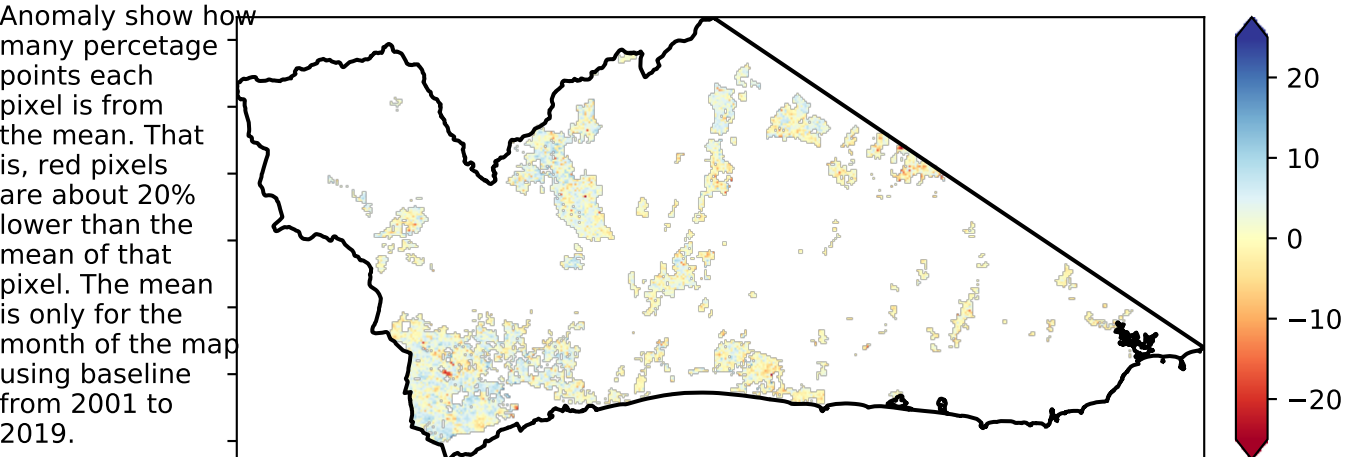 Anomaly show how
many percetage
points each
pixel is from
the mean. That
is, red pixels
are about 20%
lower than the
mean of that
pixel. The mean
is only for the
month of the map
using baseline
from 2001 to
2019.
20
10
0
−10
−20